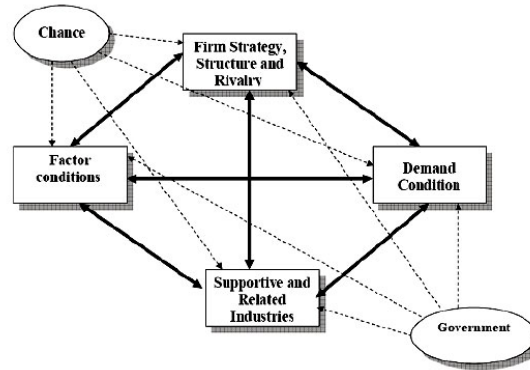 Chance
Firm Strategy,
Structure and
Rivalry
Factor
conditions
Demand
Condition
Supportive and
Related
Industries
Government